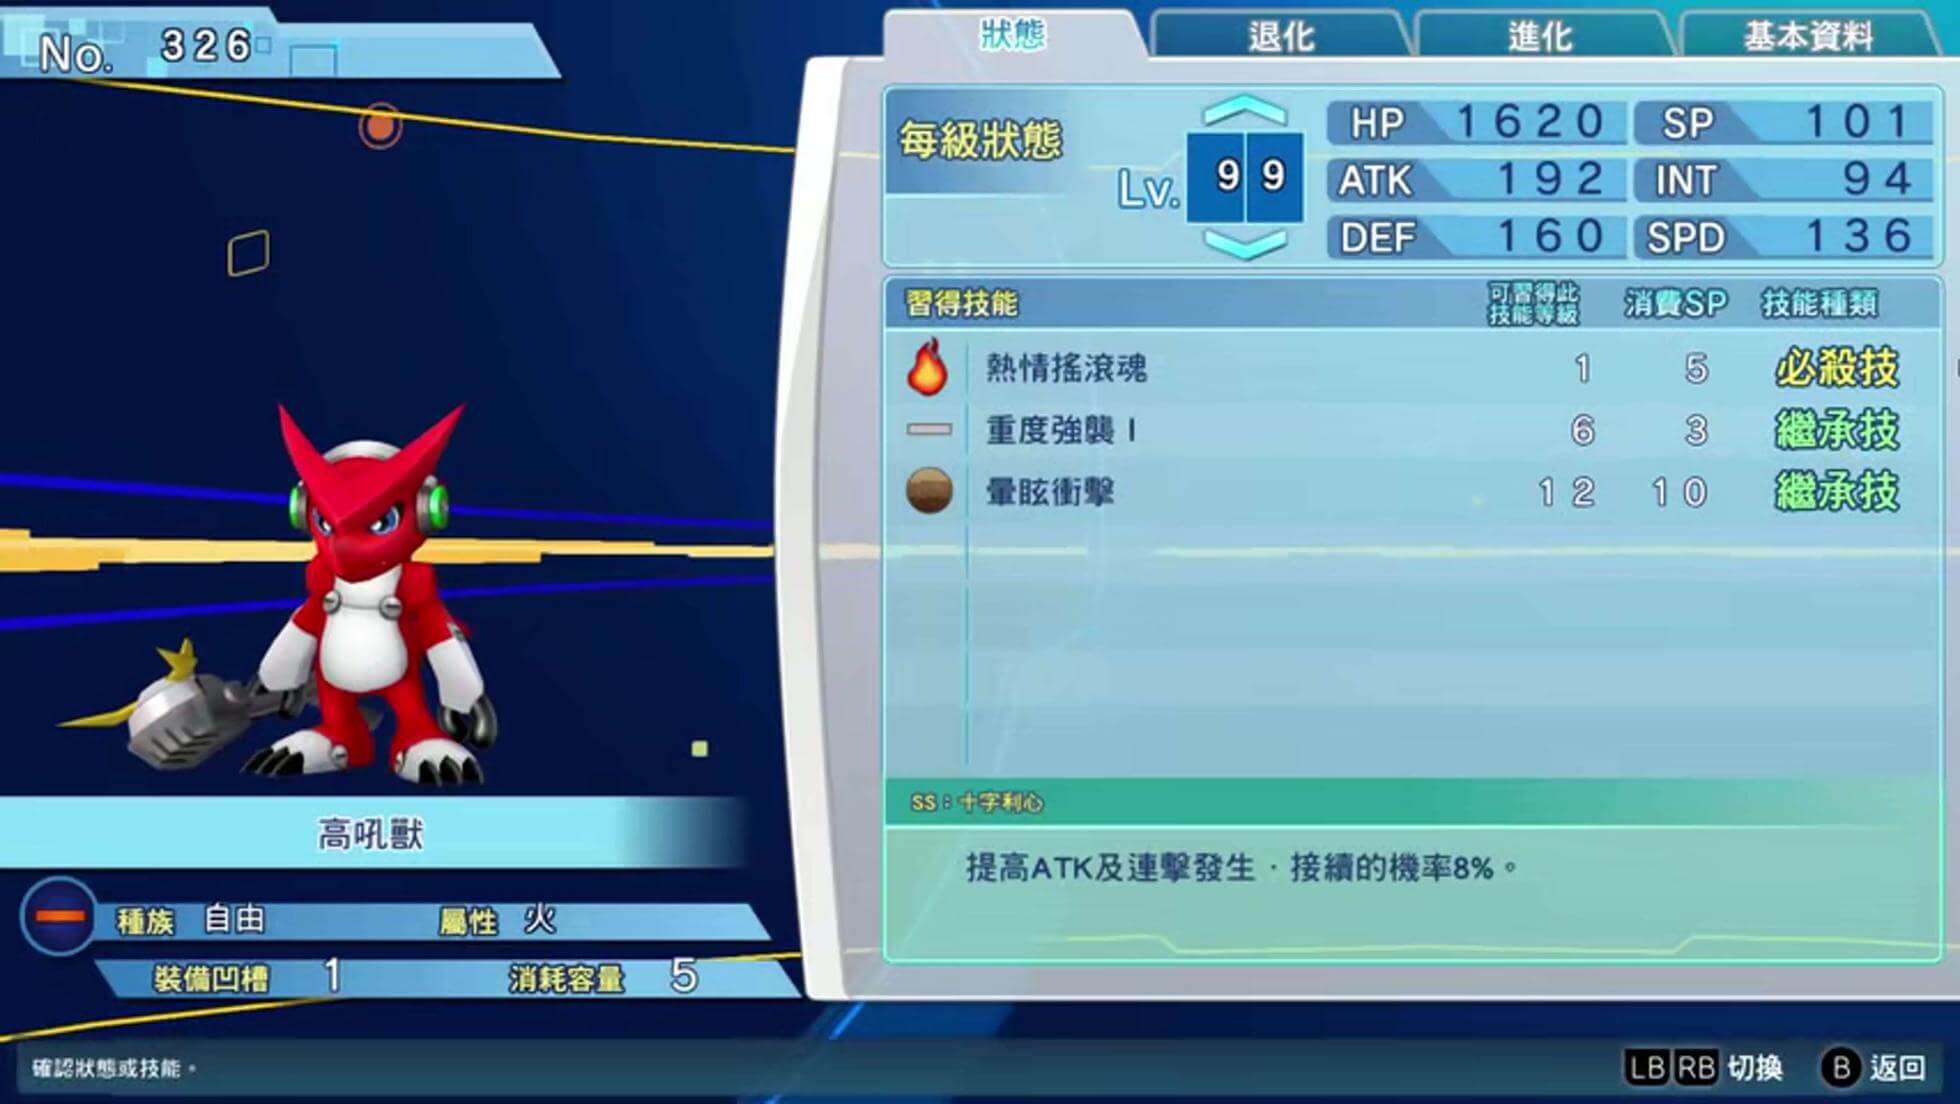 No. 326
狀態 退化 進化 基本資料
每級狀態
Lv. 99
HP 1620 SP 101
ATK 192 INT 94
DEF 160 SPD 136
習得技能 可習得此技能等級 消費SP 技能種類
熱情搖滾魂 1 5 必殺技
重度強襲 I 6 3 繼承技
暈眩衝擊 12 10 繼承技
SS：十字利心
提高ATK及連擊發生．接續的機率8%。
高吼獸
種族 自由 屬性 火
裝備凹槽 1 消耗容量 5
確認狀態或技能。
LB RB 切換 B 返回